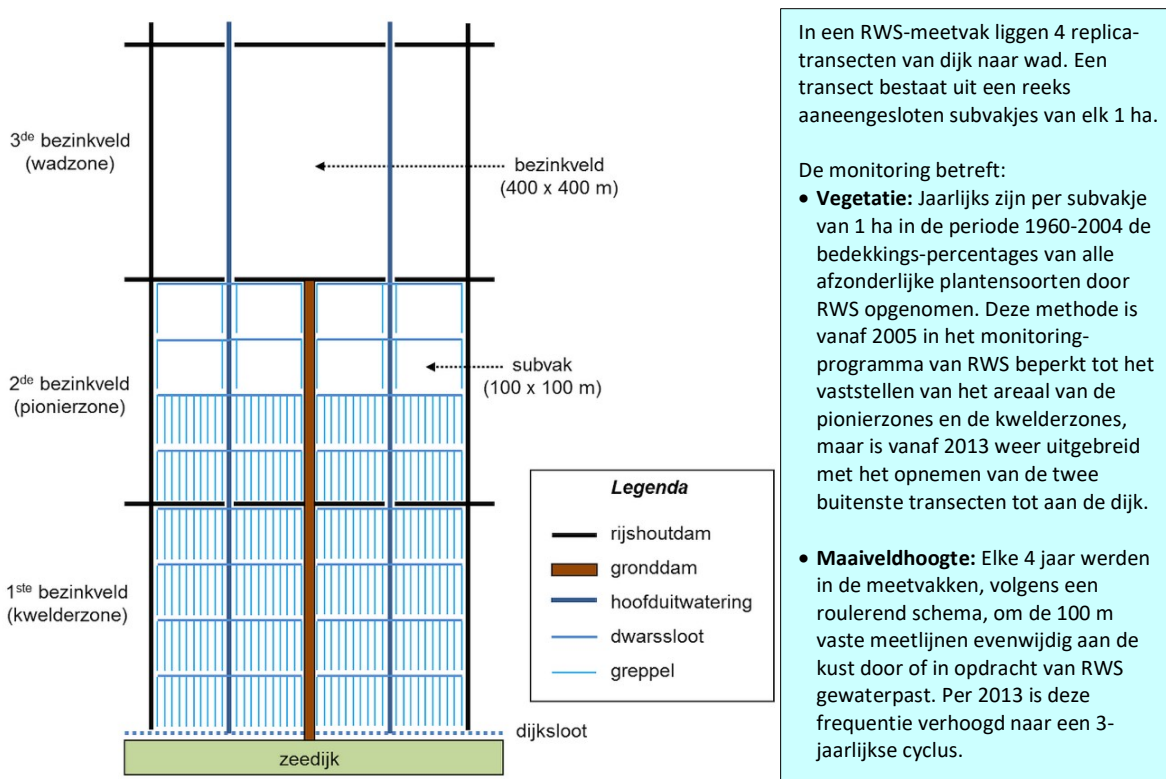 3de bezinkveld
(wadzone)
bezinkveld
(400 x 400 m)
2de bezinkveld
(pionierzone)
subvak
(100 x 100 m)
1ste bezinkveld
(kwelderzone)
dijksloot
zeedijk
Legenda
rijshoutdam
gronddam
hoofduitwatering
dwarssloot
greppel
In een RWS-meetvak liggen 4 replica-
transecten van dijk naar wad. Een
transect bestaat uit een reeks
aaneengesloten subvakjes van elk 1 ha.
De monitoring betreft:
• Vegetatie: Jaarlijks zijn per subvakje
van 1 ha in de periode 1960-2004 de
bedekkings-percentages van alle
afzonderlijke plantensoorten door
RWS opgenomen. Deze methode is
vanaf 2005 in het monitoring-
programma van RWS beperkt tot het
vaststellen van het areaal van de
pionierzones en de kwelderzones,
maar is vanaf 2013 weer uitgebreid
met het opnemen van de twee
buitenste transecten tot aan de dijk.
• Maaiveldhoogte: Elke 4 jaar werden
in de meetvakken, volgens een
roulerend schema, om de 100 m
vaste meetlijnen evenwijdig aan de
kust door of in opdracht van RWS
gewaterpast. Per 2013 is deze
frequentie verhoogd naar een 3-
jaarlijkse cyclus.